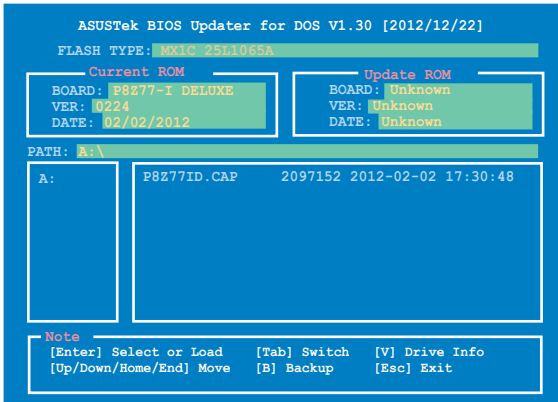 ASUSTek BIOS Updater for DOS V1.30 [2012/12/22]
FLASH TYPE: MX1C 25L1065A
Current ROM
BOARD: P8Z77-I DELUXE
VER: 0224
DATE: 02/02/2012
Update ROM
BOARD: Unknown
VER: Unknown
DATE: Unknown
PATH: A:\
A:
P8Z77ID.CAP 2097152 2012-02-02 17:30:48
Note
[Enter] Select or Load [Tab] Switch [V] Drive Info
[Up/Down/Home/End] Move [B] Backup [Esc] Exit